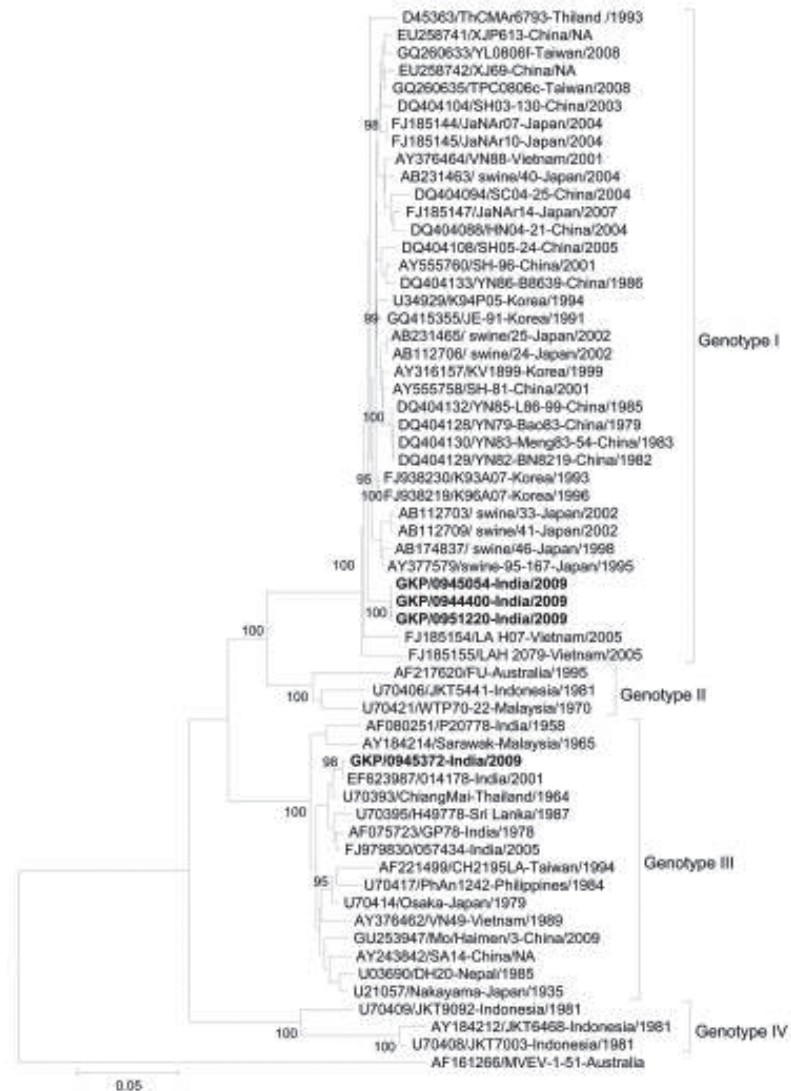 D45363/ThCMAr6793-Thiland /1993
EU258741/XJP613-China/NA
GQ260633/YL0806f-Taiwan/2008
EU258742/XJ69-China/NA
GQ260635/TPC0806c-Taiwan/2008
DQ404104/SH03-130-China/2003
98
FJ185144/JaNAr07-Japan/2004
FJ185145/JaNAr10-Japan/2004
AY376464/VN88-Vietnam/2001
AB231463/ swine/40-Japan/2004
DQ404094/SC04-25-China/2004
FJ185147/JaNAr14-Japan/2007
DQ404088/HN04-21-China/2004
DQ404108/SH05-24-China/2005
AY555760/SH-96-China/2001
DQ404133/YN86-B8639-China/1986
U34929/K94P05-Korea/1994
99
GQ415355/JE-91-Korea/1991
AB231465/ swine/25-Japan/2002
Genotype I
AB112706/ swine/24-Japan/2002
AY316157/KV1899-Korea/1999
AY555758/SH-81-China/2001
DQ404132/YN85-L86-99-China/1985
100
DQ404128/YN79-Bao83-China/1979
DQ404130/YN83-Meng83-54-China/1983
DQ404129/YN82-BN8219-China/1982
95
FJ938230/K93A07-Korea/1993
100
FJ938219/K96A07-Korea/1996
AB112703/ swine/33-Japan/2002
AB112709/ swine/41-Japan/2002
AB174837/ swine/46-Japan/1998
100
AY377579/swine-95-167-Japan/1995
GKP/0945054-India/2009
GKP/0944400-India/2009
100
GKP/0951220-India/2009
100
FJ185154/LA H07-Vietnam/2005
FJ185155/LAH 2079-Vietnam/2005
AF217620/FU-Australia/1995
100
U70406/JKT5441-Indonesia/1981
Genotype II
U70421/WTP70-22-Malaysia/1970
AF080251/P20778-India/1958
AY184214/Sarawak-Malaysia/1965
98
GKP/0945372-India/2009
EF623987/014178-India/2001
U70393/ChiangMai-Thailand/1964
100
U70395/H49778-Sri Lanka/1987
AF075723/GP78-India/1978
FJ979830/057434-India/2005
Genotype III
AF221499/CH2195LA-Taiwan/1994
95
U70417/PhAn1242-Philippines/1984
U70414/Osaka-Japan/1979
AY376462/VN49-Vietnam/1989
GU253947/Mo/Haimen/3-China/2009
AY243842/SA14-China/NA
U03690/DH20-Nepal/1985
U21057/Nakayama-Japan/1935
U70409/JKT9092-Indonesia/1981
100
AY184212/JKT6468-Indonesia/1981
Genotype IV
100
U70408/JKT7003-Indonesia/1981
AF161266/MVEV-1-51-Australia
0.05